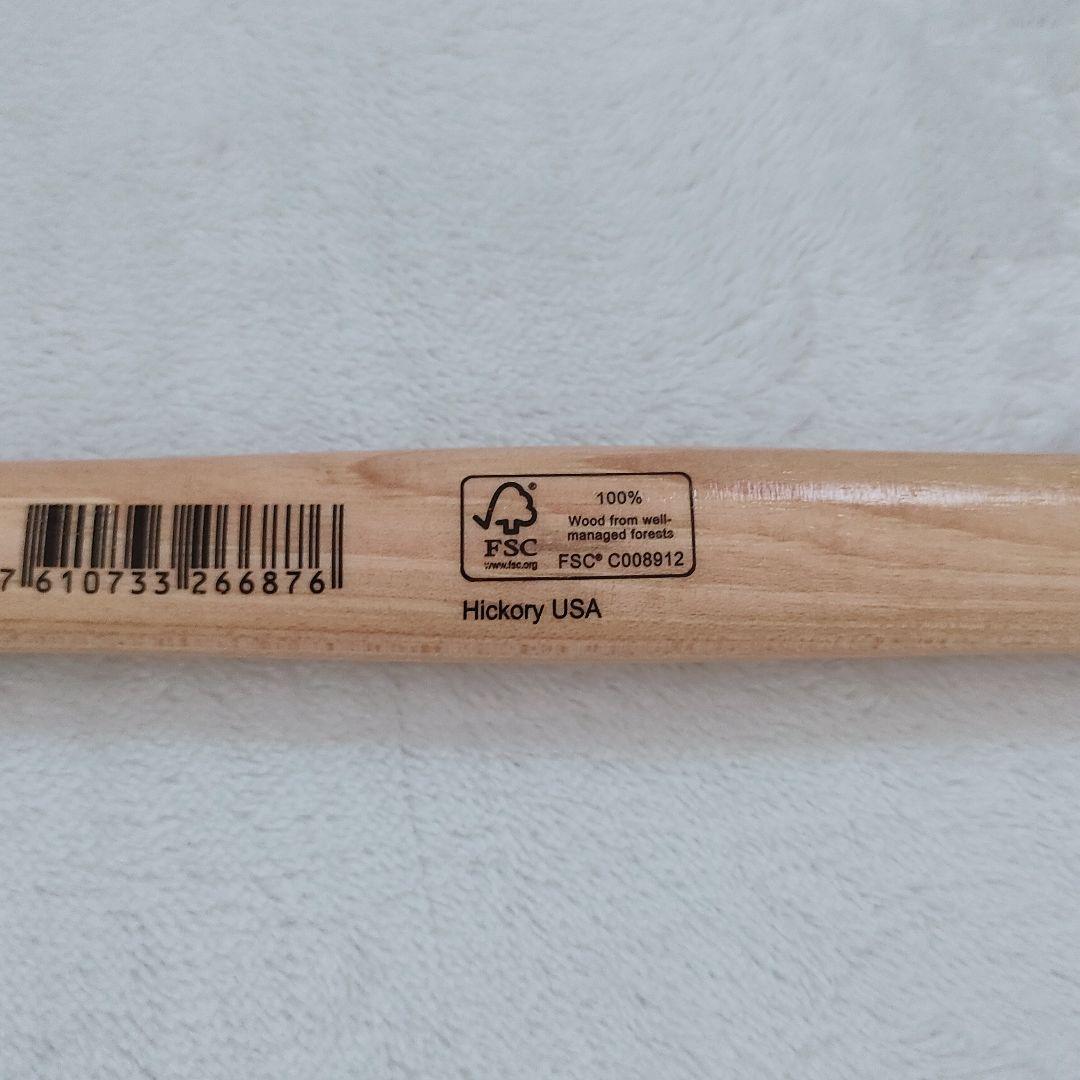 7 610733 266876
FSC®
www.fsc.org
100%
Wood from well-
managed forests
FSC® C008912
Hickory USA